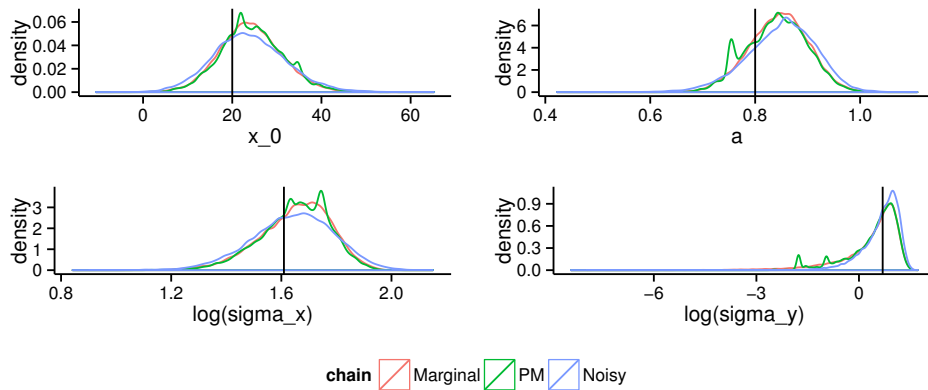 0.06
0.04
0.02
0.00
density
0 20 40 60
x_0
6
4
2
0
density
0.4 0.6 0.8 1.0
a
3
2
1
0
density
0.8 1.2 1.6 2.0
log(sigma_x)
0.9
0.6
0.3
0.0
density
-6 -3 0
log(sigma_y)
chain Marginal PM Noisy